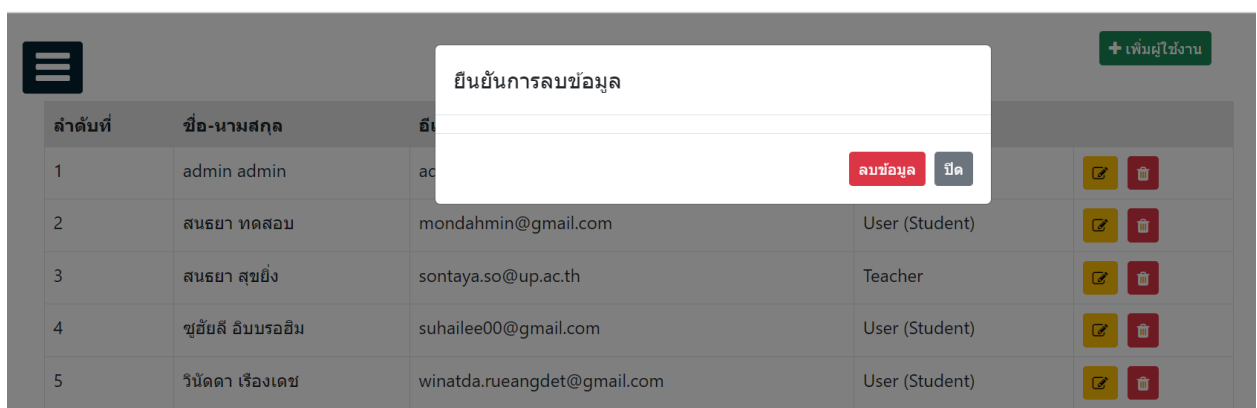 เพิ่มผู้ใช้งาน
ยืนยันการลบข้อมูล
ลบข้อมูล ปิด
ลำดับที่ ชื่อ-นามสกุล
1 admin admin
2 สนธยา ทดสอบ mondahmin@gmail.com User (Student)
3 สนธยา สุขยิ่ง sontaya.so@up.ac.th Teacher
4 ซูฮัยลี อิบบรอฮิม suhailee00@gmail.com User (Student)
5 วินัดดา เรืองเดช winatda.rueangdet@gmail.com User (Student)